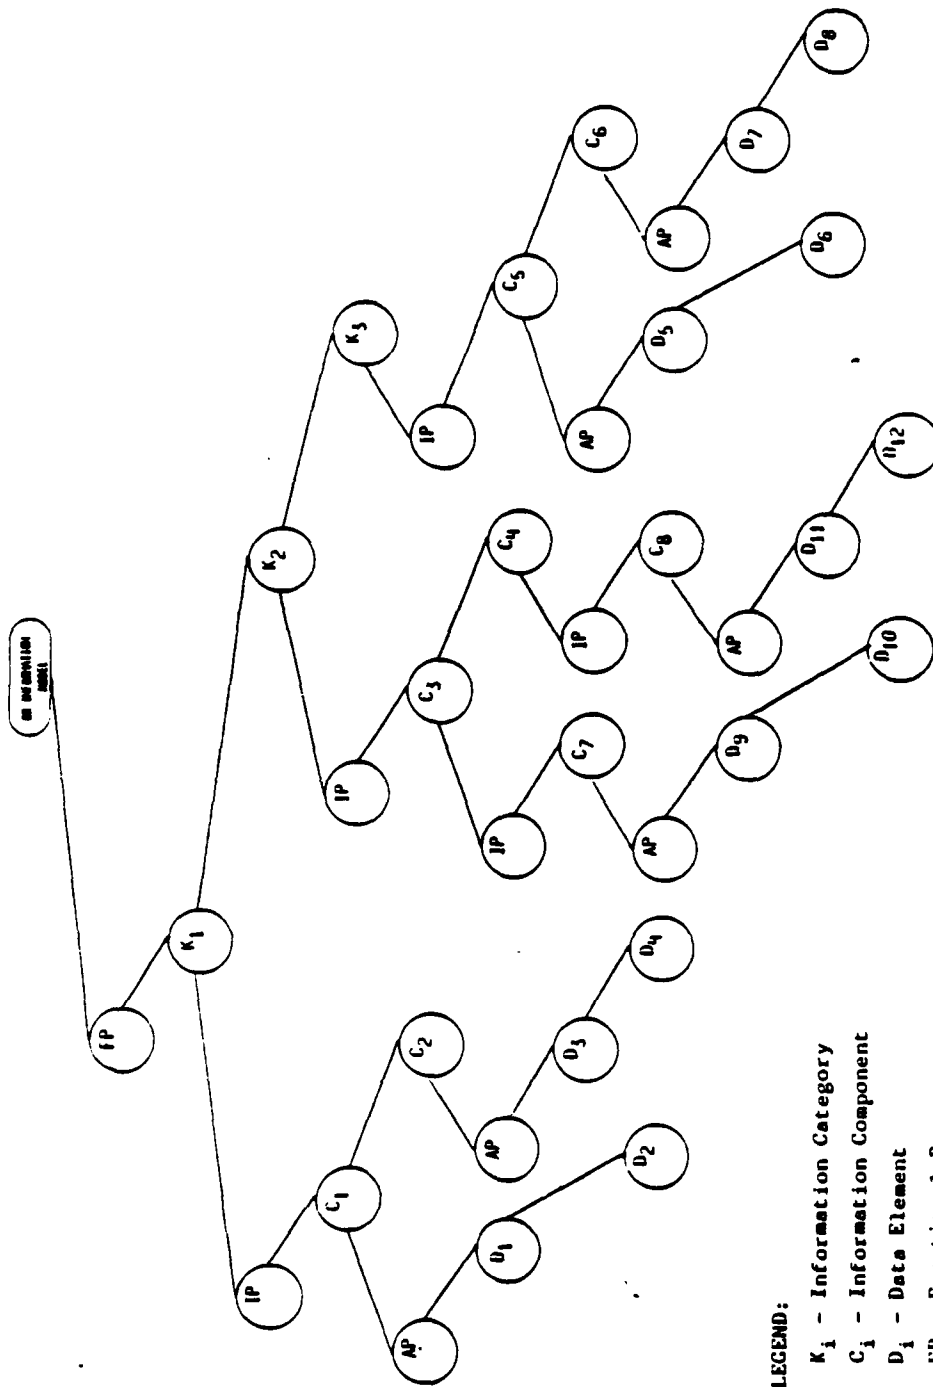 INFORMATION
MODEL
FP
K1
IP
K2
C1
IP
K3
AP
C2
C3
IP
AP
D1
IP
C4
C5
D3
C7
IP
AP
C6
D2
D4
AP
C8
D5
AP
D9
AP
D7
D11
D6
D8
D10
D12
LEGEND:
Ki - Information Category
Ci - Information Component
Di - Data Element